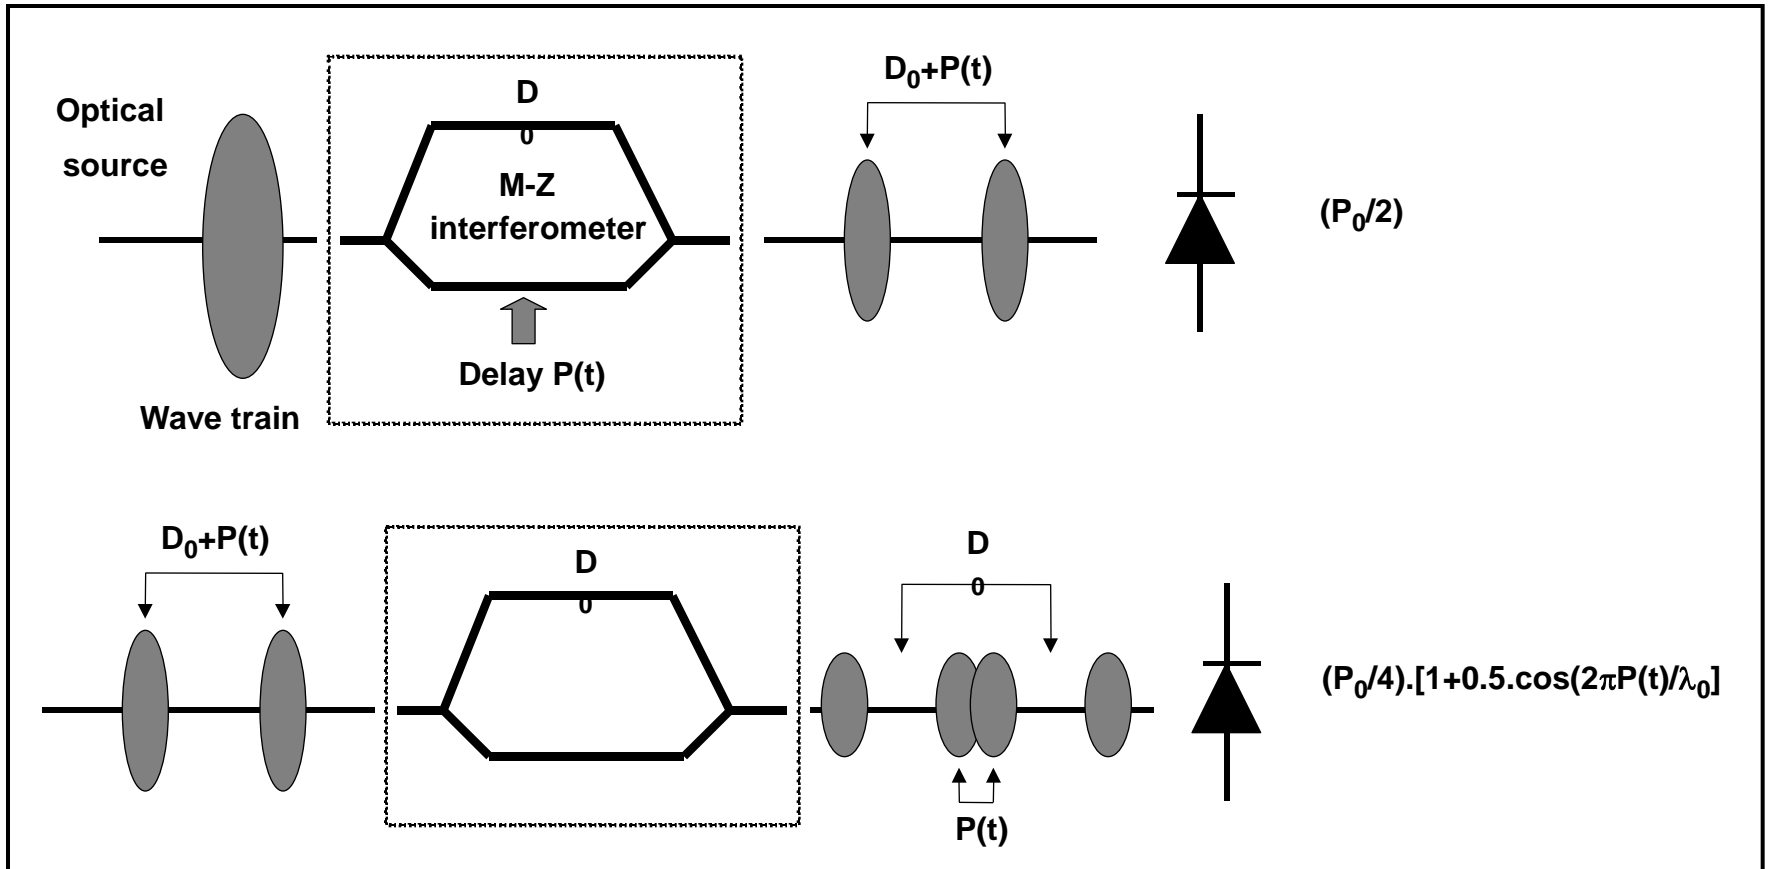 Optical
source
D
0
M-Z
interferometer
Delay P(t)
Wave train
D0+P(t)
(P0/2)
D0+P(t)
D
0
D
0
P(t)
(P0/4).[1+0.5.cos(2πP(t)/λ0]